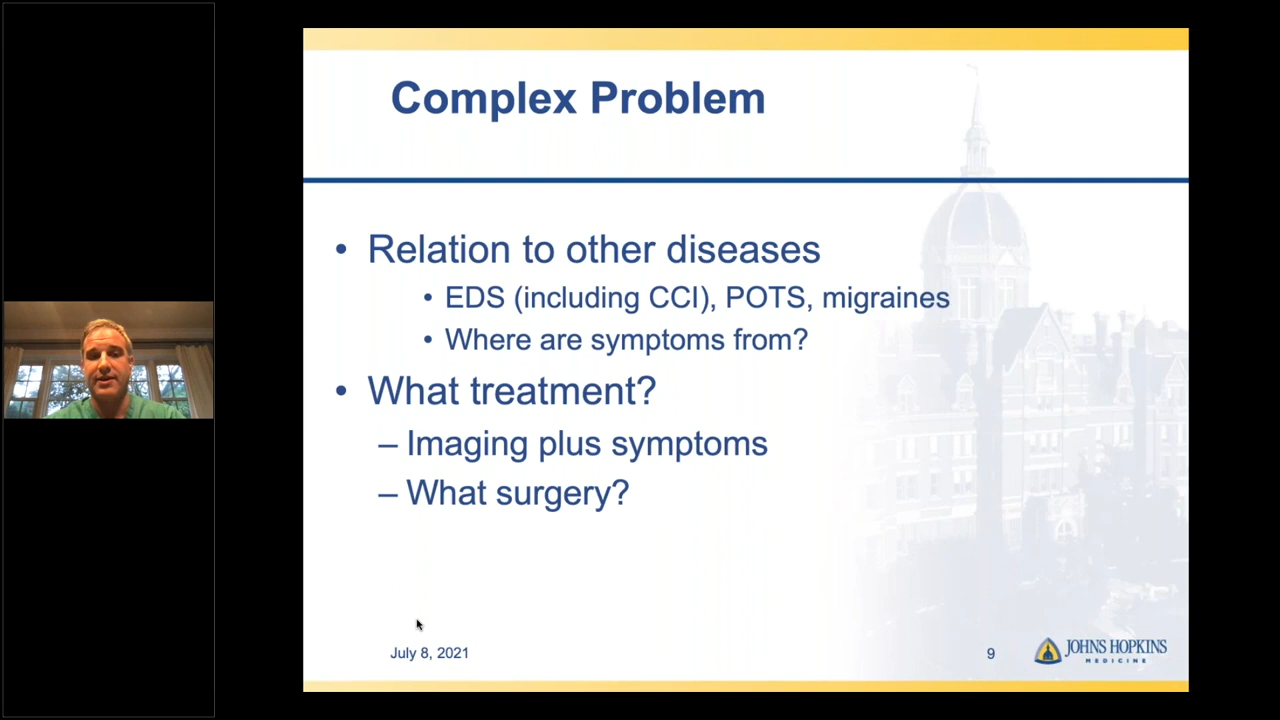 Complex Problem
• Relation to other diseases
• EDS (including CCI), POTS, migraines
• Where are symptoms from?
• What treatment?
– Imaging plus symptoms
– What surgery?
July 8, 2021
9
JOHNS HOPKINS
MEDICINE